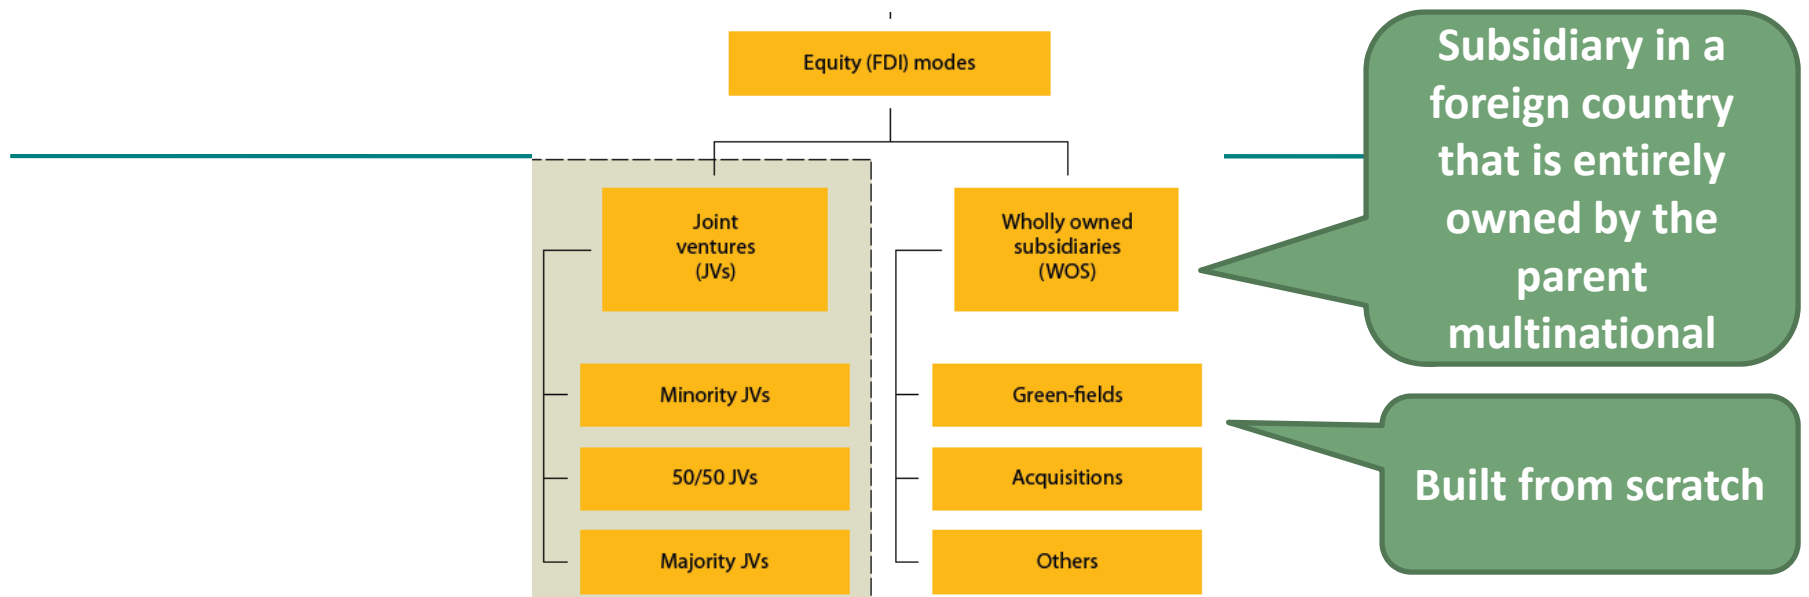 Equity (FDI) modes
Joint
ventures
(JVs)
Minority JVs
50/50 JVs
Majority JVs
Wholly owned
subsidiaries
(WOS)
Green-fields
Acquisitions
Others
Subsidiary in a
foreign country
that is entirely
owned by the
parent
multinational
Built from scratch